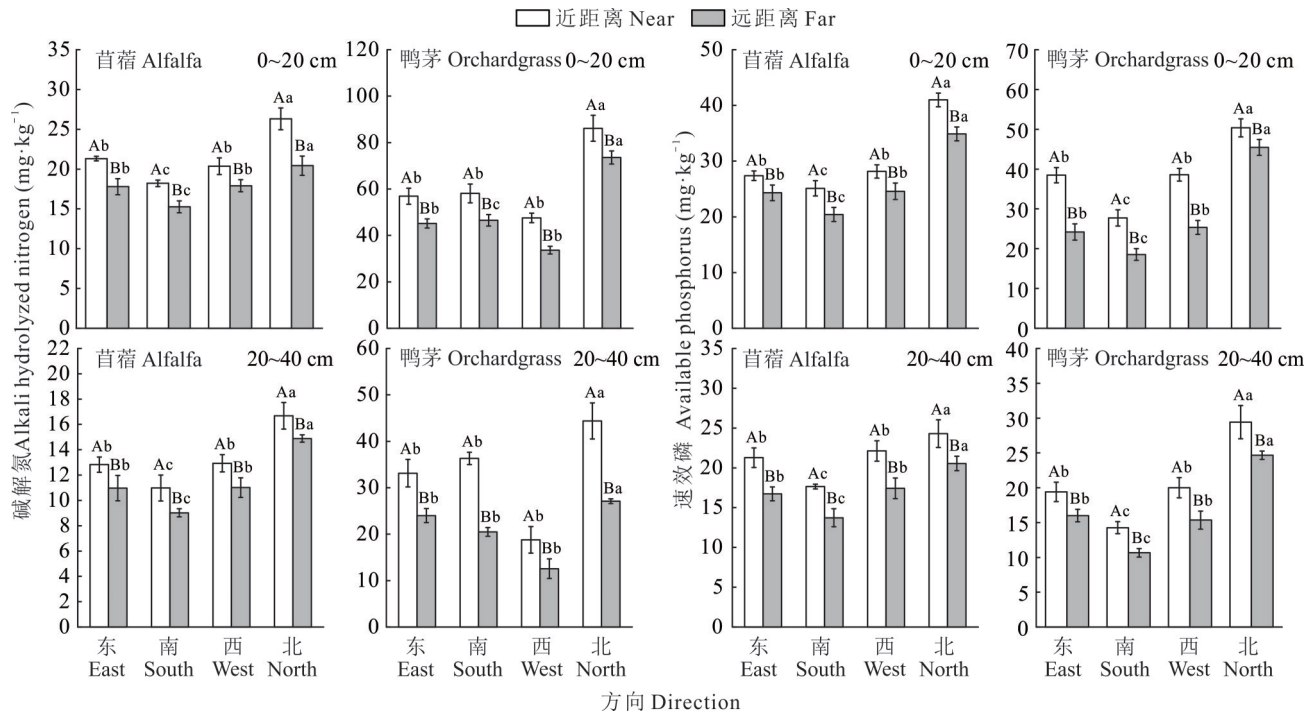 近距离 Near 远距离 Far
碱解氮Alkali hydrolyzed nitrogen (mg·kg⁻¹)
苜蓿 Alfalfa 0~20 cm
35
30
25
20
15
10
5
0
Ab Bb Ac Bc Ab Bb Aa Ba
鸭茅 Orchardgrass 0~20 cm
120
100
80
60
40
20
0
Ab Bb Ab Bc Ab Bb Aa Ba
速效磷 Available phosphorus (mg·kg⁻¹)
苜蓿 Alfalfa 0~20 cm
50
40
30
20
10
0
Ab Bb Ac Bc Ab Bb Aa Ba
鸭茅 Orchardgrass 0~20 cm
70
60
50
40
30
20
10
0
Ab Bb Ac Bc Ab Bb Aa Ba
苜蓿 Alfalfa 20~40 cm
22
20
18
16
14
12
10
8
6
4
2
0
Ab Bb Ac Bc Ab Bb Aa Ba
东 南 西 北
East South West North
鸭茅 Orchardgrass 20~40 cm
60
50
40
30
20
10
0
Ab Bb Ab Bb Ab Bb Aa Ba
东 南 西 北
East South West North
苜蓿 Alfalfa 20~40 cm
35
25
20
15
10
5
0
Ab Bb Ac Bc Ab Bb Aa Ba
东 南 西 北
East South West North
鸭茅 Orchardgrass 20~40 cm
40
35
30
25
20
15
10
0
Ab Bb Ac Bc Ab Bb Aa Ba
东 南 西 北
East South West North
方向 Direction